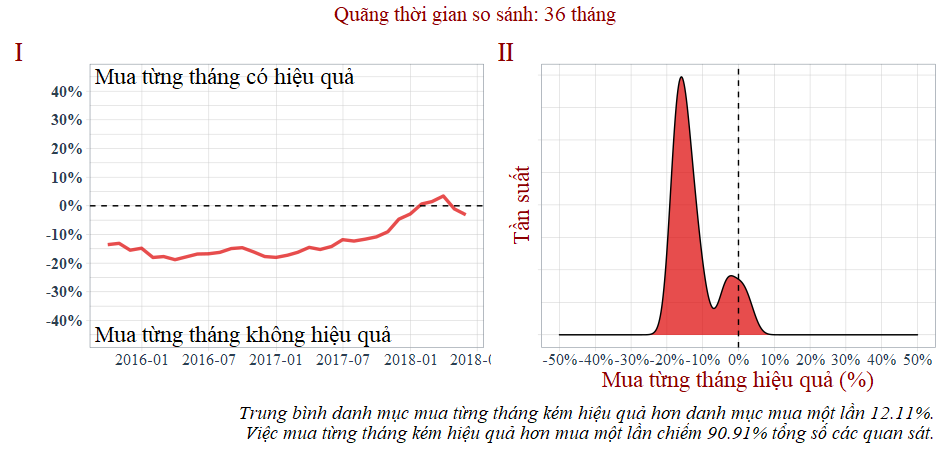 Quãng thời gian so sánh: 36 tháng
I
Mua từng tháng có hiệu quả
40%
30%
20%
10%
0%
-10%
-20%
-30%
-40%
Mua từng tháng không hiệu quả
2016-01 2016-07 2017-01 2017-07 2018-01 2018-0
II
Tần suất
-50% -40% -30% -20% -10% 0% 10% 20% 30% 40% 50%
Mua từng tháng hiệu quả (%)
Trung bình danh mục mua từng tháng kém hiệu quả hơn danh mục mua một lần 12.11%.
Việc mua từng tháng kém hiệu quả hơn mua một lần chiếm 90.91% tổng số các quan sát.